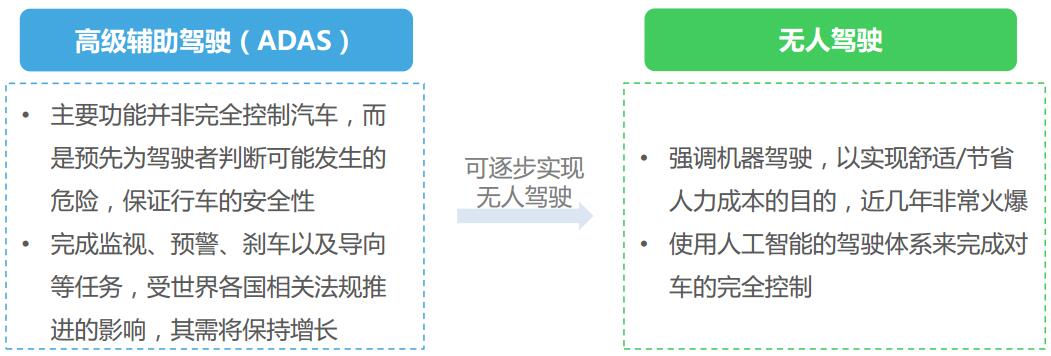 高级辅助驾驶（ADAS）
• 主要功能并非完全控制汽车，而
是预先为驾驶者判断可能发生的
危险，保证行车的安全性
• 完成监视、预警、刹车以及导向
等任务，受世界各国相关法规推
进的影响，其需将保持增长
可逐步实现
无人驾驶
无人驾驶
• 强调机器驾驶，以实现舒适/节省
人力成本的目的，近几年非常火爆
• 使用人工智能的驾驶体系来完成对
车的完全控制